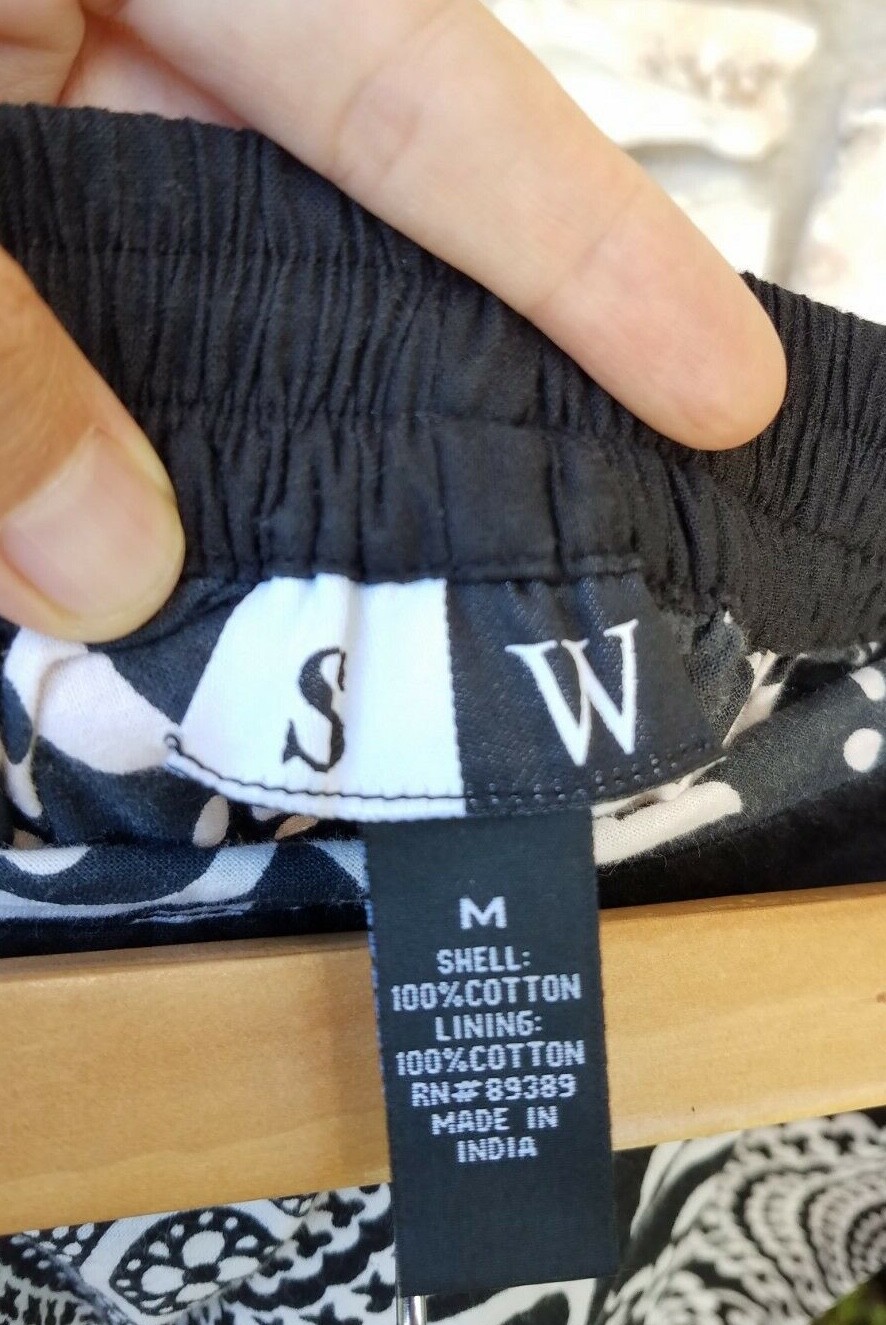 S W
M
SHELL:
100%COTTON
LINING:
100%COTTON
RN#89389
MADE IN
INDIA